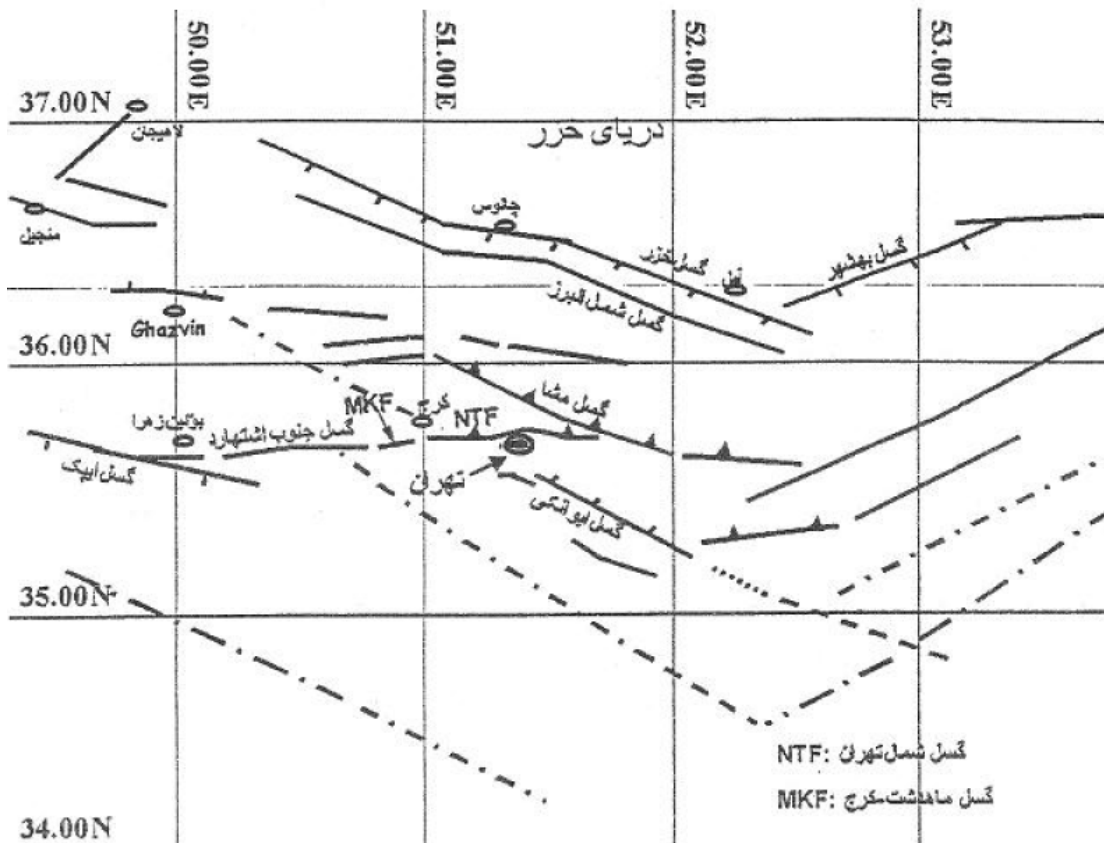 50.00E
51.00E
52.00E
53.00E
37.00N
دریای خزر
لاهیجان
چالوس
منجیل
گسل خزر
آمل
گسل بهشهر
گسل شمال البرز
Ghazvin
36.00N
گسل مشا
کرج
MKF
NTF
بوئین زهرا
گسل جنوب اشتهارد
گسل ایپک
تهران
گسل ایوانکی
35.00N
NTF: گسل شمال تهران
MKF: گسل ماهدشت-کرج
34.00N